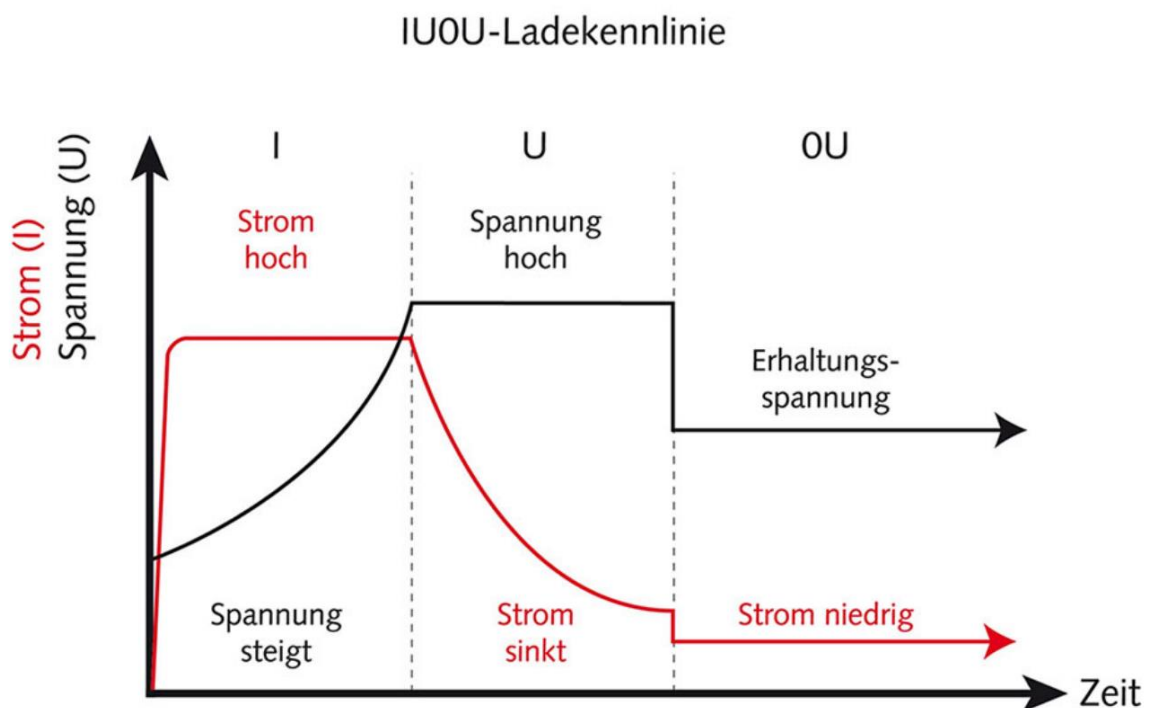 IU0U-Ladekennlinie
I
U
0U
Strom (I)
Spannung (U)
Strom
hoch
Spannung
hoch
Erhaltungs-
spannung
Spannung
steigt
Strom
sinkt
Strom niedrig
Zeit